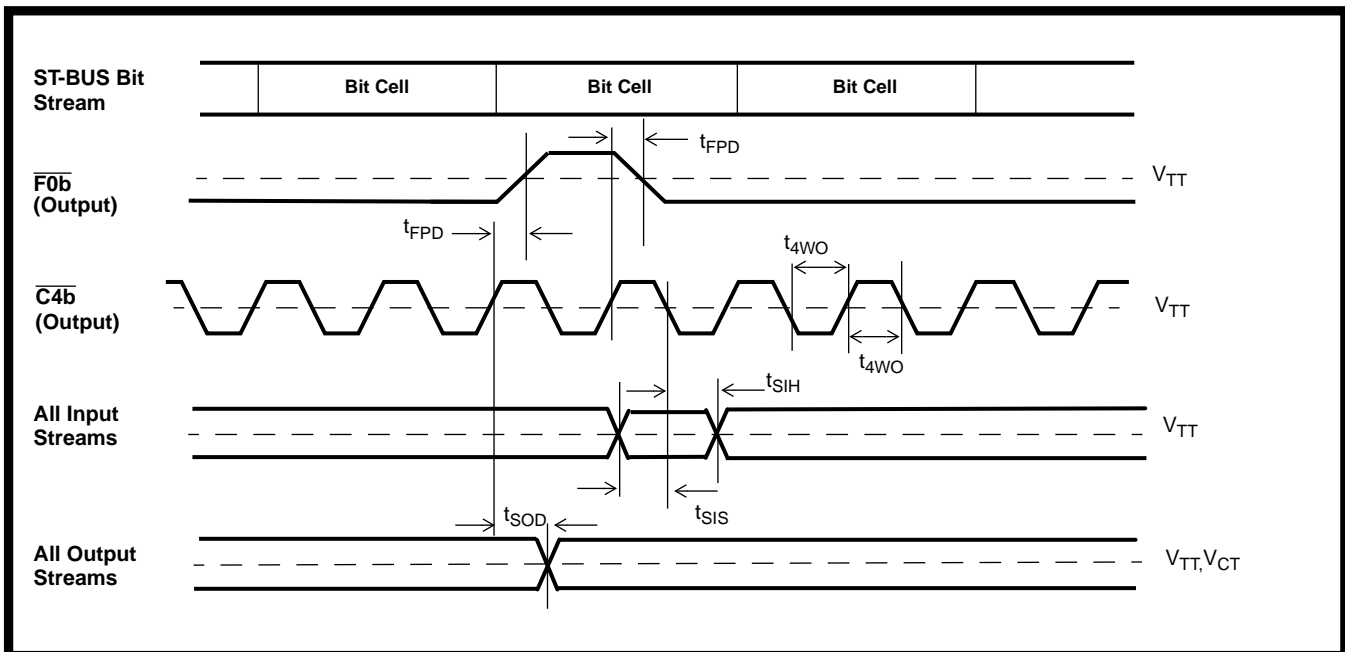 ST-BUS Bit
Stream
Bit Cell
Bit Cell
Bit Cell
tFPD
F0b
(Output)
VTT
tFPD
t4WO
C4b
(Output)
VTT
t4WO
tSIH
All Input
Streams
VTT
tSIS
tSOD
All Output
Streams
VTT,VCT